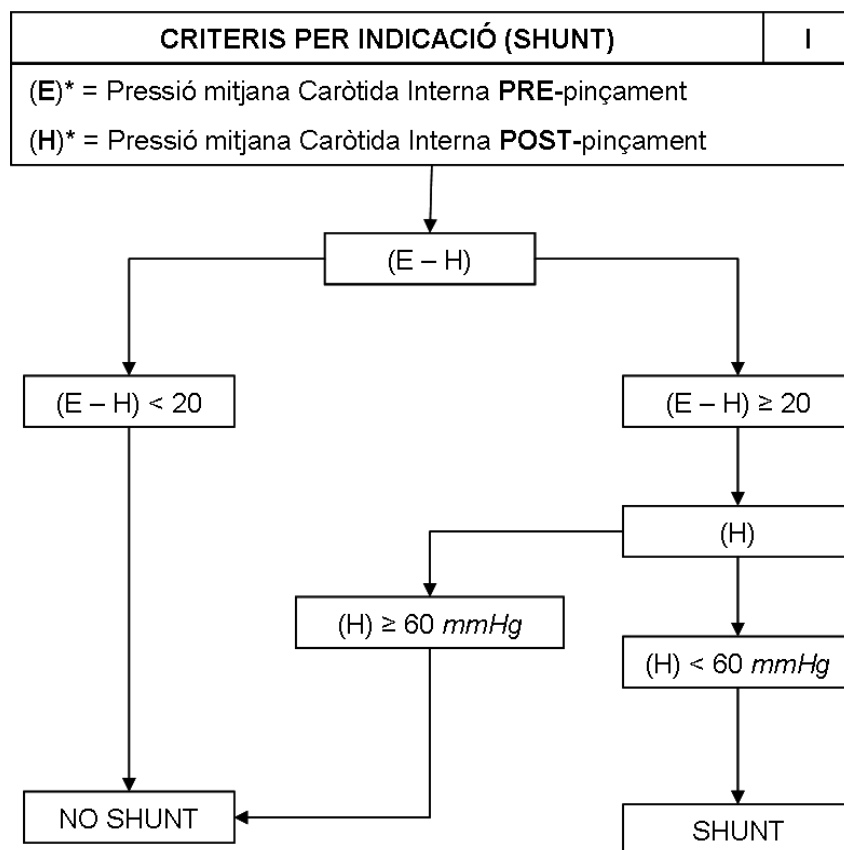 CRITERIS PER INDICACIÓ (SHUNT) I
(E)* = Pressió mitjana Caròtida Interna PRE-pinçament
(H)* = Pressió mitjana Caròtida Interna POST-pinçament
(E – H)
(E – H) < 20
(E – H) ≥ 20
(H)
(H) ≥ 60 mmHg
(H) < 60 mmHg
NO SHUNT
SHUNT